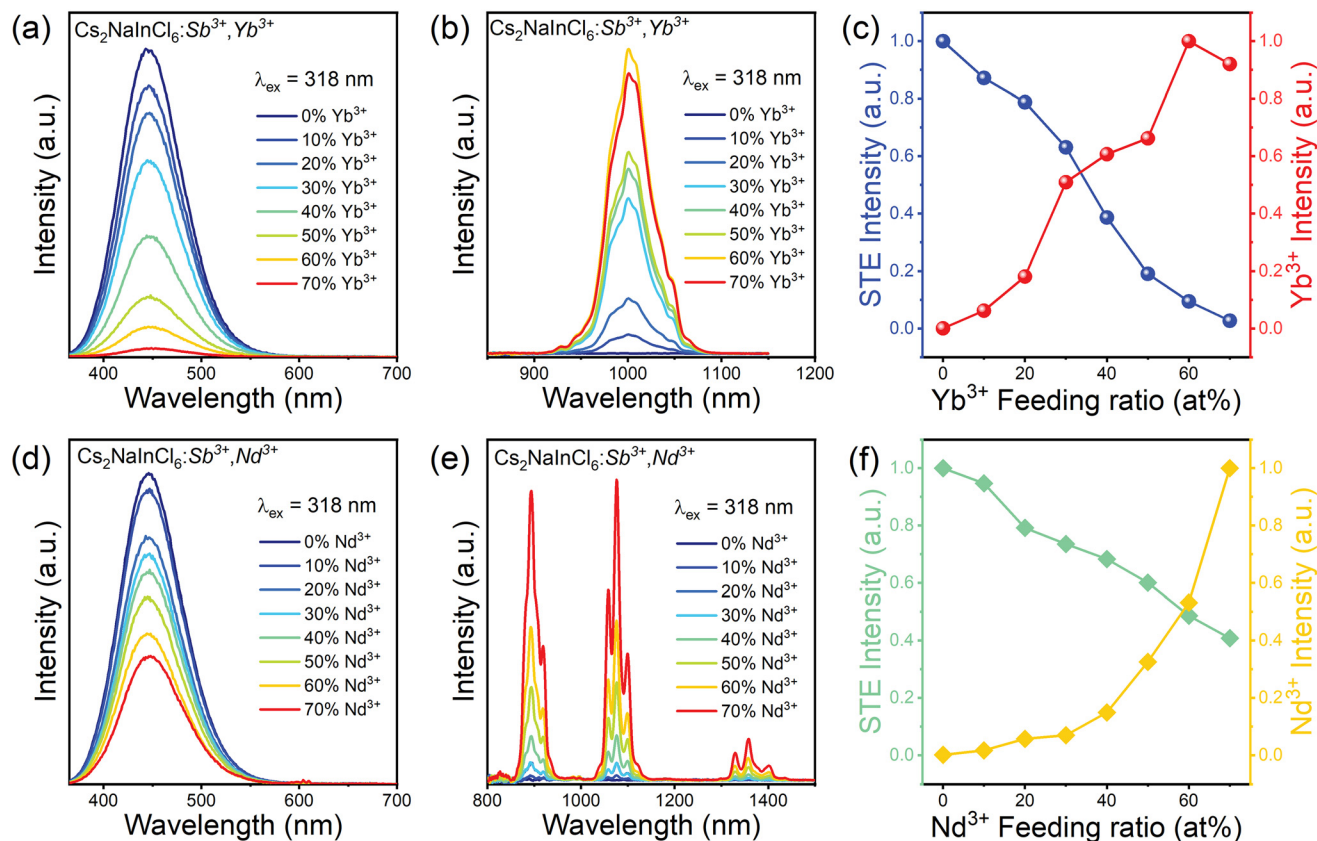 (a)
Cs₂NaInCl₆:Sb³⁺,Yb³⁺
λex = 318 nm
0% Yb³⁺
10% Yb³⁺
20% Yb³⁺
30% Yb³⁺
40% Yb³⁺
50% Yb³⁺
60% Yb³⁺
70% Yb³⁺
Intensity (a.u.)
400 500 600 700
Wavelength (nm)
(b)
Cs₂NaInCl₆:Sb³⁺,Yb³⁺
λex = 318 nm
0% Yb³⁺
10% Yb³⁺
20% Yb³⁺
30% Yb³⁺
40% Yb³⁺
50% Yb³⁺
60% Yb³⁺
70% Yb³⁺
Intensity (a.u.)
900 1000 1100 1200
Wavelength (nm)
(c)
STE Intensity (a.u.)
1.0
0.8
0.6
0.4
0.2
0.0
Yb³⁺ Intensity (a.u.)
1.0
0.8
0.6
0.4
0.2
0.0
0 20 40 60
Yb³⁺ Feeding ratio (at%)
(d)
Cs₂NaInCl₆:Sb³⁺,Nd³⁺
λex = 318 nm
0% Nd³⁺
10% Nd³⁺
20% Nd³⁺
30% Nd³⁺
40% Nd³⁺
50% Nd³⁺
60% Nd³⁺
70% Nd³⁺
Intensity (a.u.)
400 500 600 700
Wavelength (nm)
(e)
Cs₂NaInCl₆:Sb³⁺,Nd³⁺
λex = 318 nm
0% Nd³⁺
10% Nd³⁺
20% Nd³⁺
30% Nd³⁺
40% Nd³⁺
50% Nd³⁺
60% Nd³⁺
70% Nd³⁺
Intensity (a.u.)
800 1000 1200 1400
Wavelength (nm)
(f)
STE Intensity (a.u.)
1.0
0.8
0.6
0.4
0.2
0.0
Nd³⁺ Intensity (a.u.)
1.0
0.8
0.6
0.4
0.2
0.0
0 20 40 60
Nd³⁺ Feeding ratio (at%)